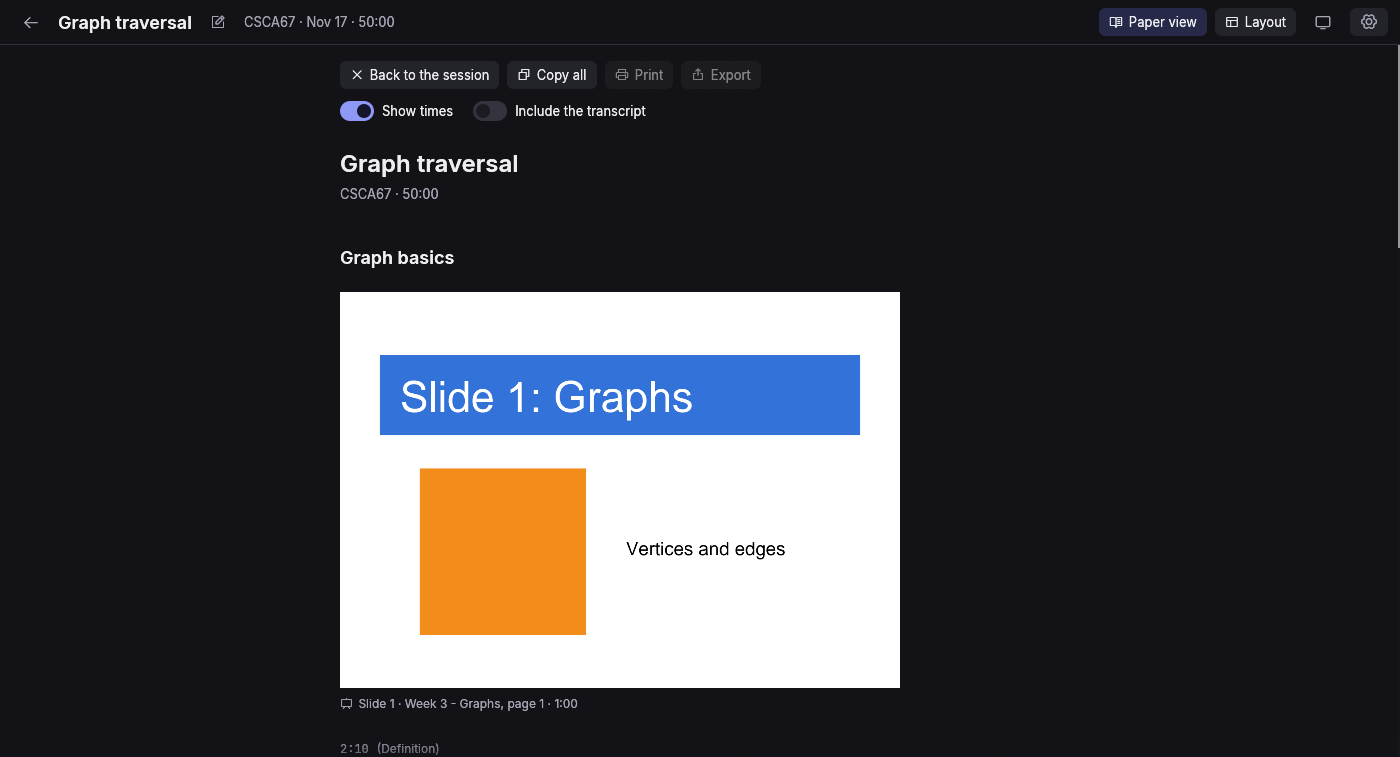 Graph traversal
CSCA67 · Nov 17 · 50:00
Paper view
Layout
Back to the session
Copy all
Print
Export
Show times
Include the transcript
Graph traversal
CSCA67 · 50:00
Graph basics
Slide 1: Graphs
Vertices and edges
Slide 1 · Week 3 - Graphs, page 1 · 1:00
2:10 (Definition)